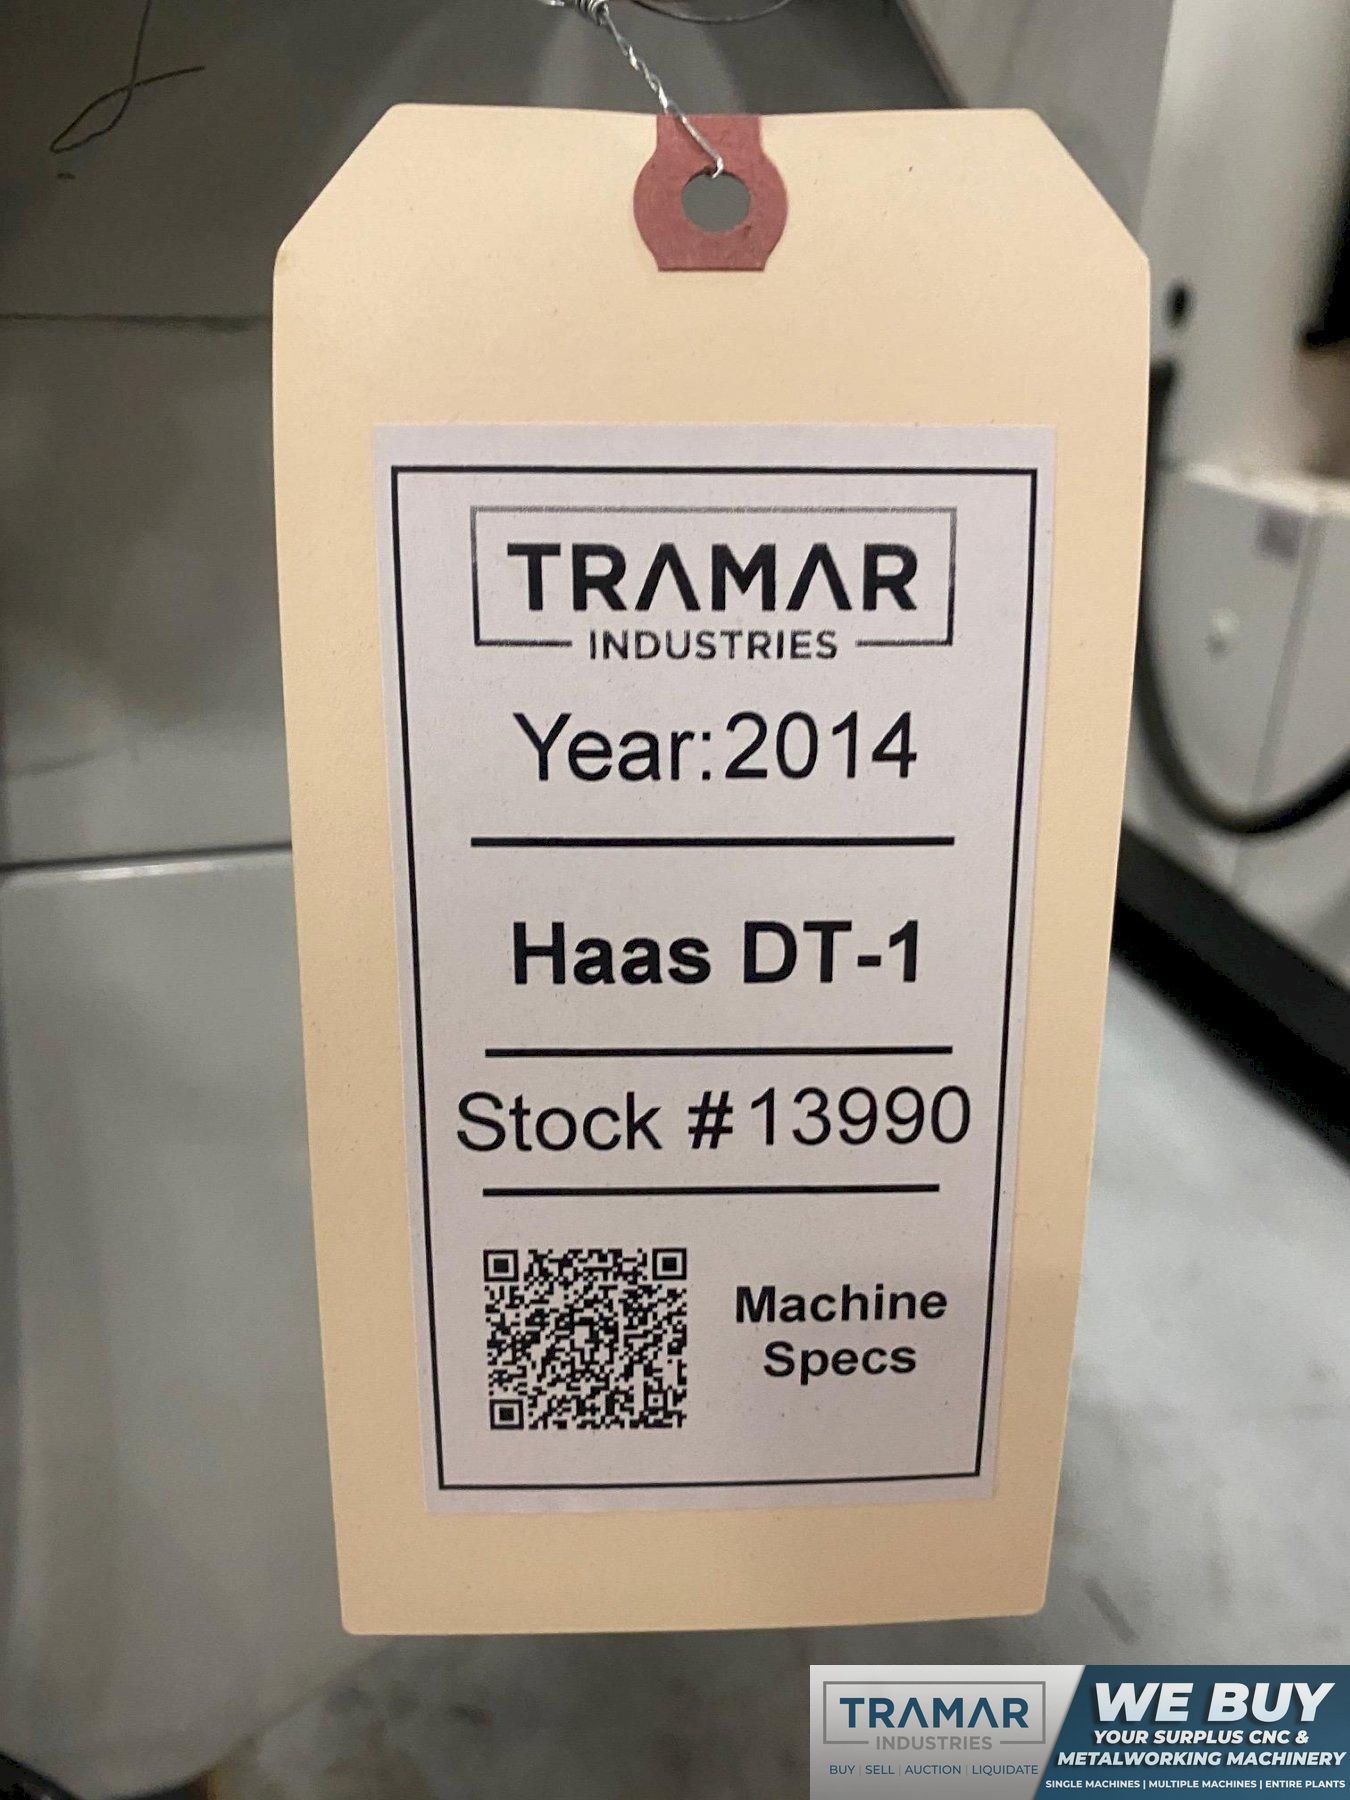 TRAMAR
INDUSTRIES
Year:2014
Haas DT-1
Stock #13990
Machine
Specs
TRAMAR
INDUSTRIES
BUY | SELL | AUCTION | LIQUIDATE
WE BUY
YOUR SURPLUS CNC &
METALWORKING MACHINERY
SINGLE MACHINES | MULTIPLE MACHINES | ENTIRE PLANTS